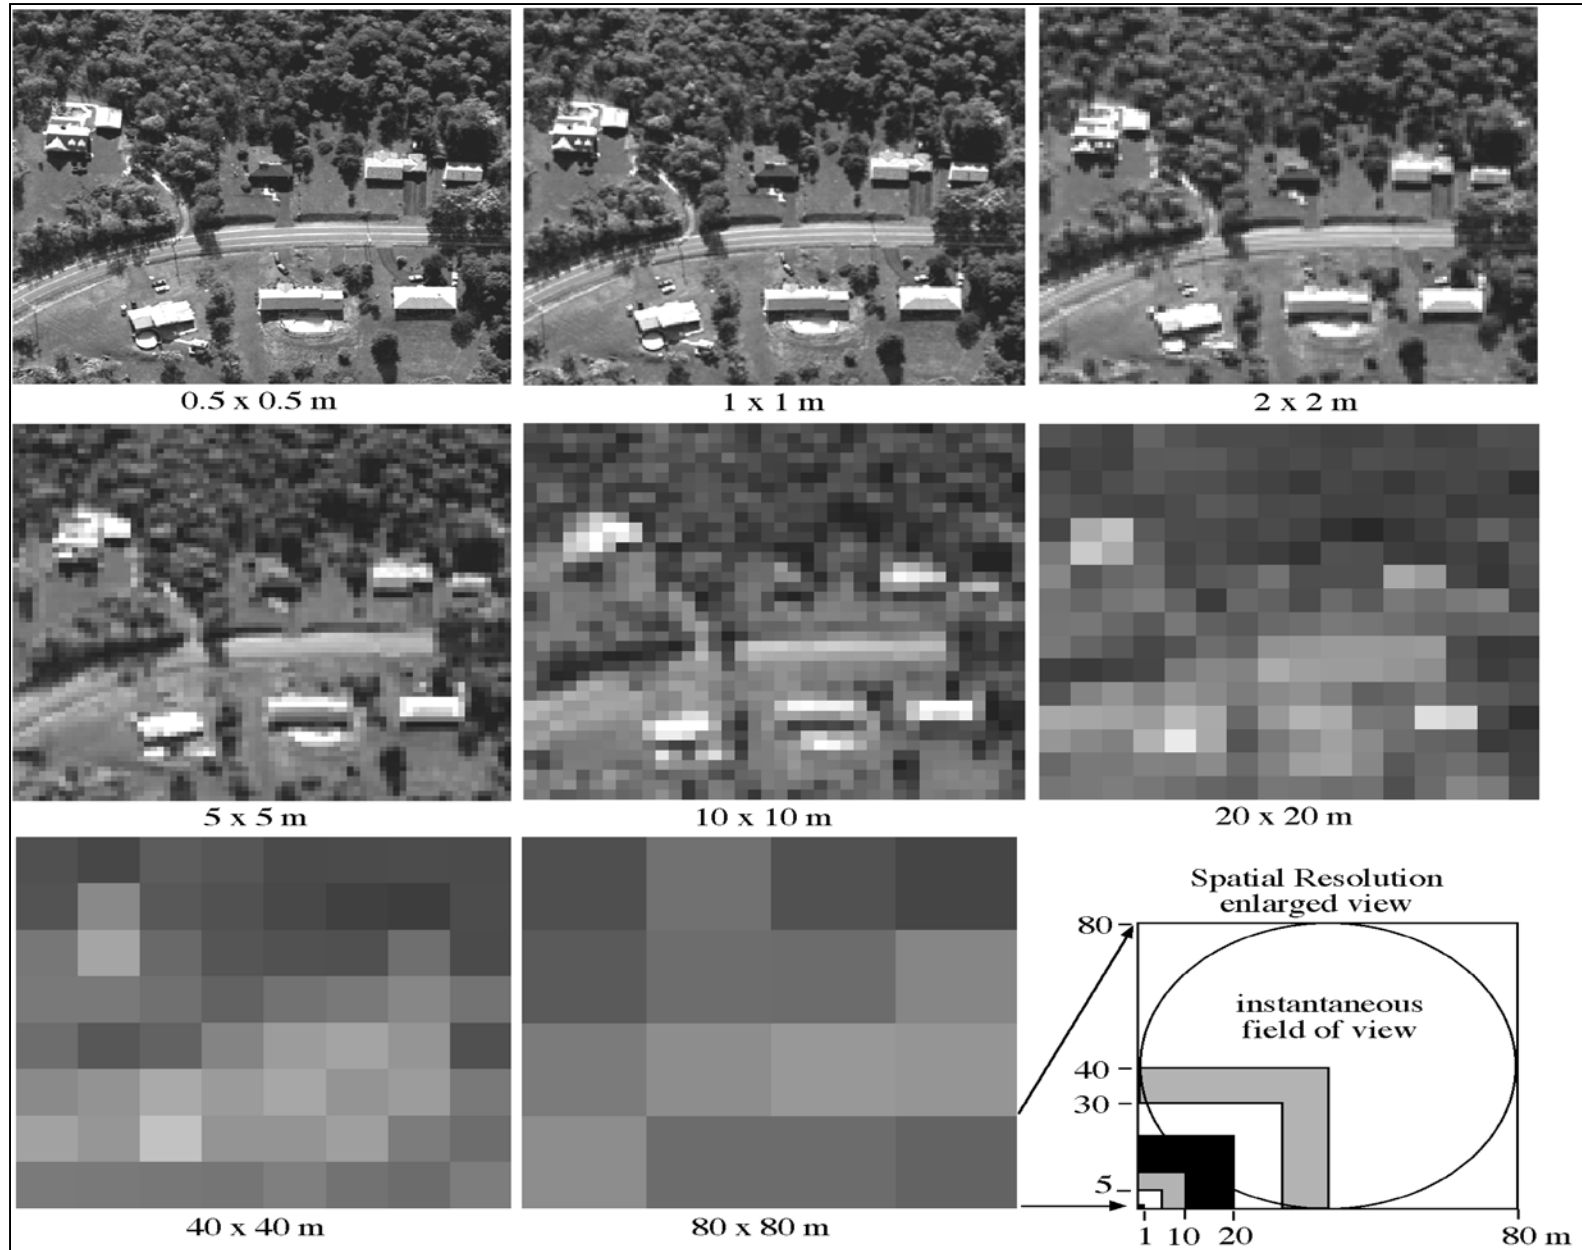 0.5 x 0.5 m
1 x 1 m
2 x 2 m
5 x 5 m
10 x 10 m
20 x 20 m
40 x 40 m
80 x 80 m
Spatial Resolution
enlarged view
80
instantaneous
field of view
40
30
5
1 10 20 80 m